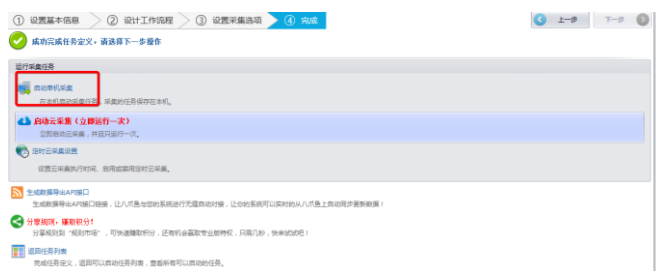 ① 设置基本信息 ② 设计工作流程 ③ 设置采集选项 ④ 完成 上一步 下一步
成功完成任务定义，请选择下一步操作
运行采集任务
启动单机采集
在本机启动采集任务，采集的任务保存在本机。
启动云采集（立即运行一次）
立即启动云采集，并且只运行一次。
定时云采集设置
设置云采集执行时间、启用或禁用定时云采集。
生成数据导出API接口
生成数据导出API接口链接，让八爪鱼与您的系统进行无缝自动对接，让你的系统可以实时的从八爪鱼上自动同步更新数据！
分享规则，赚取积分！
分享规则到“规则市场”，可快速赚取积分，还有机会赢取专业版特权，只需几秒，快来试试吧！
返回任务列表
完成任务定义，返回可以启动任务列表，查看所有可以启动的任务。